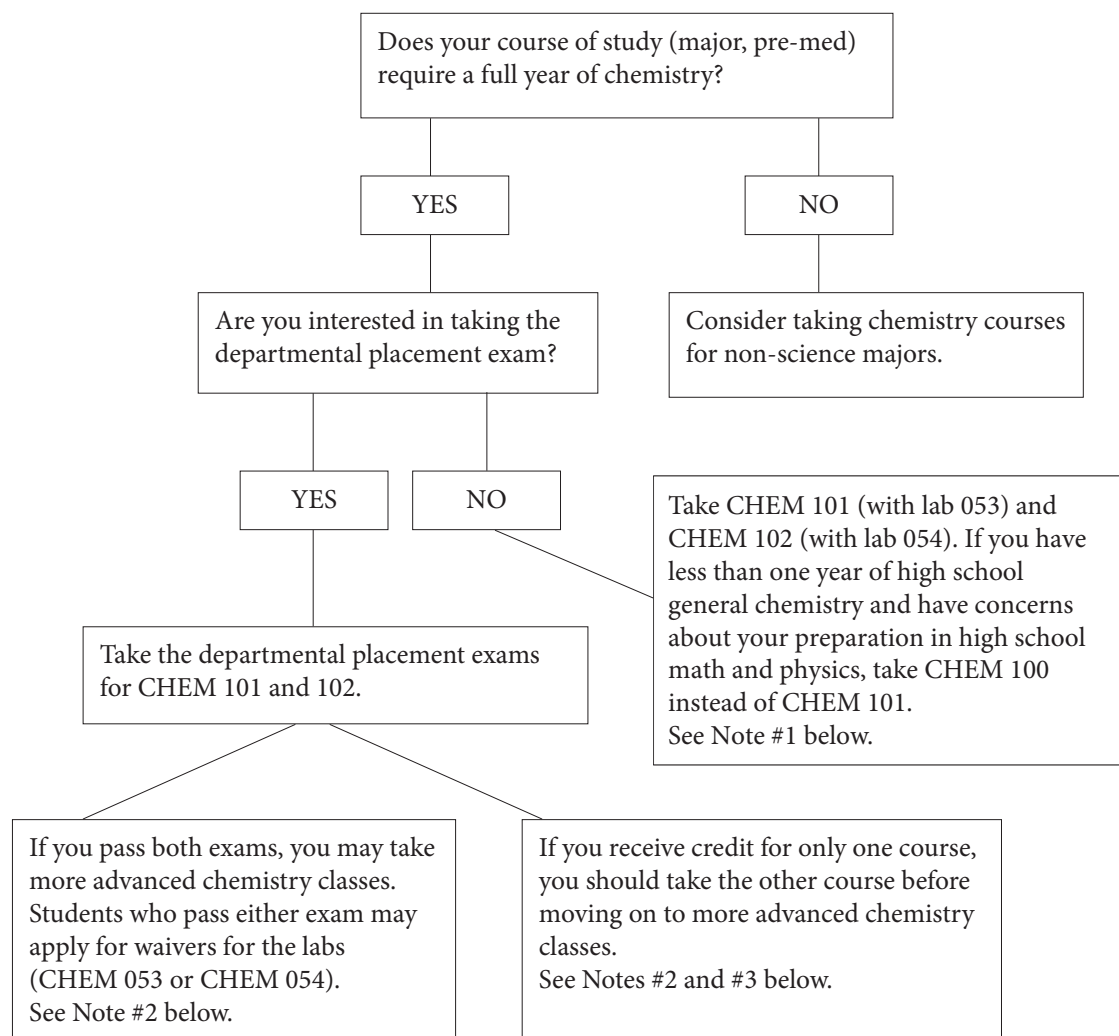 Does your course of study (major, pre-med)
require a full year of chemistry?
YES
NO
Are you interested in taking the
departmental placement exam?
Consider taking chemistry courses
for non-science majors.
YES
NO
Take CHEM 101 (with lab 053) and
CHEM 102 (with lab 054). If you have
less than one year of high school
general chemistry and have concerns
about your preparation in high school
math and physics, take CHEM 100
instead of CHEM 101.
See Note #1 below.
Take the departmental placement exams
for CHEM 101 and 102.
If you pass both exams, you may take
more advanced chemistry classes.
Students who pass either exam may
apply for waivers for the labs
(CHEM 053 or CHEM 054).
See Note #2 below.
If you receive credit for only one course,
you should take the other course before
moving on to more advanced chemistry
classes.
See Notes #2 and #3 below.